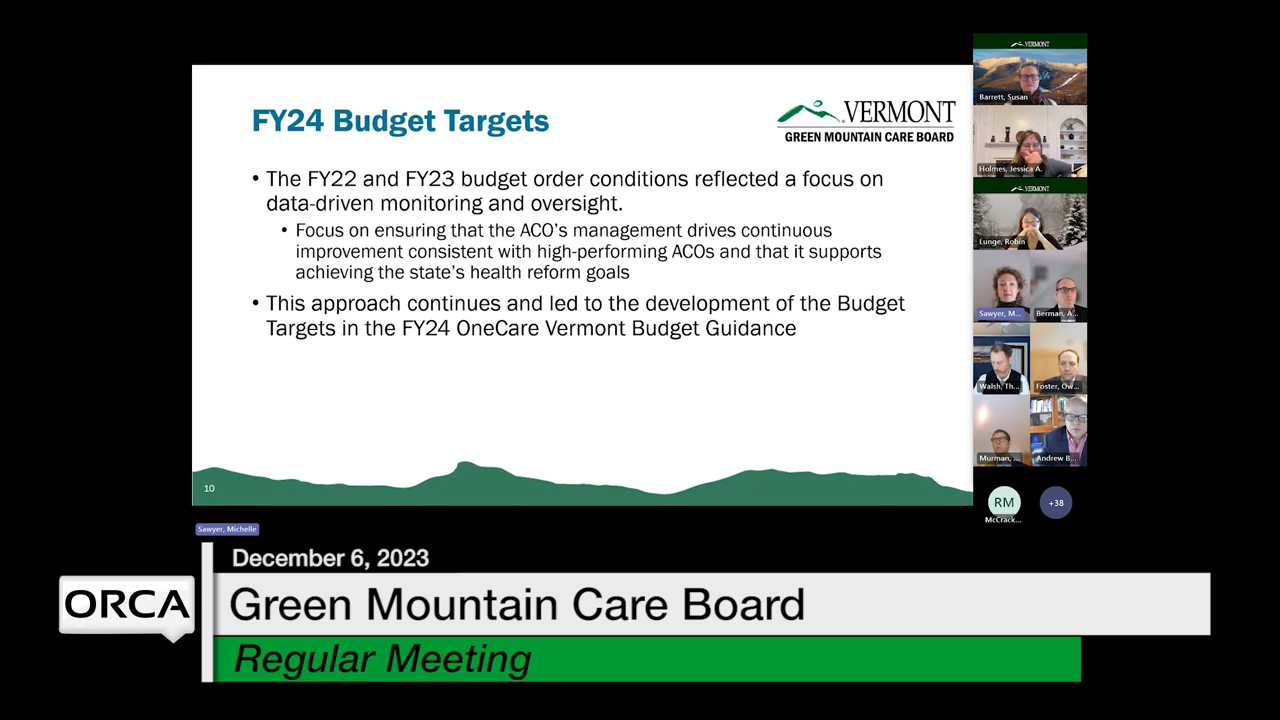 FY24 Budget Targets
VERMONT
GREEN MOUNTAIN CARE BOARD
• The FY22 and FY23 budget order conditions reflected a focus on
data-driven monitoring and oversight.
• Focus on ensuring that the ACO's management drives continuous
improvement consistent with high-performing ACOs and that it supports
achieving the state's health reform goals
• This approach continues and led to the development of the Budget
Targets in the FY24 OneCare Vermont Budget Guidance
10
VERMONT
Barrett, Susan
Holmes, Jessica A.
VERMONT
Lunge, Robin
Sawyer, M...
Berman, A...
Walsh, Th...
Foster, Ow...
Murman, ...
Andrew B...
RM
+38
McCrack...
Sawyer, Michelle
December 6, 2023
ORCA
Green Mountain Care Board
Regular Meeting